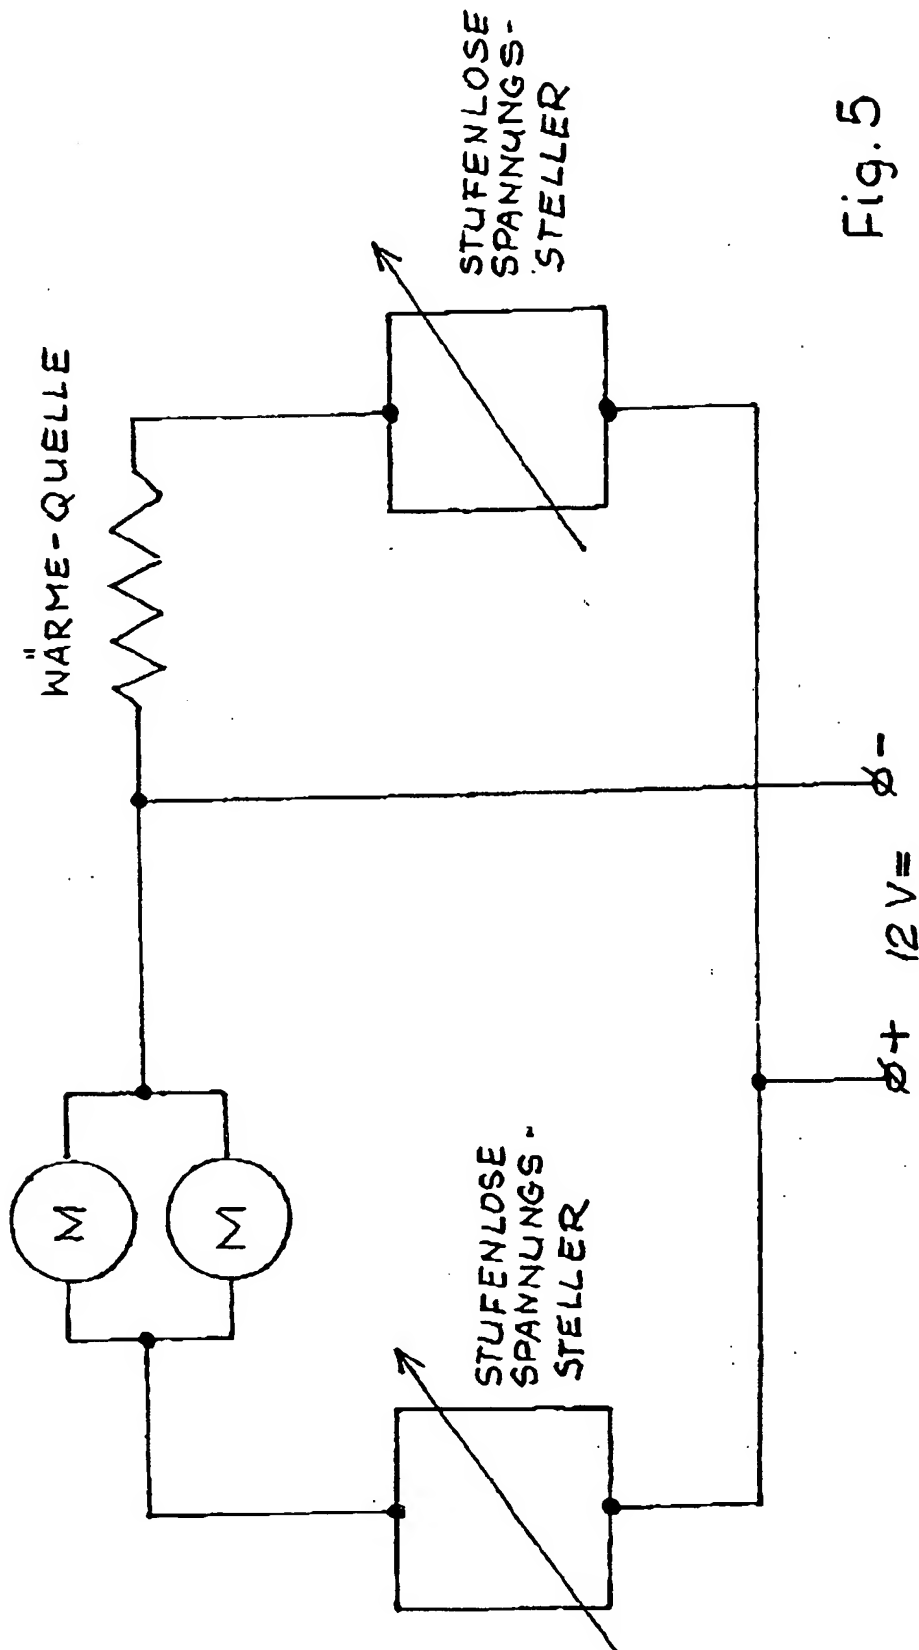 WÄRME-QUELLE
M
M
STUFENLOSE
SPANNUNGS-
STELLER
STUFENLOSE
SPANNUNGS-
STELLER
+ 12 V= -
Fig. 5